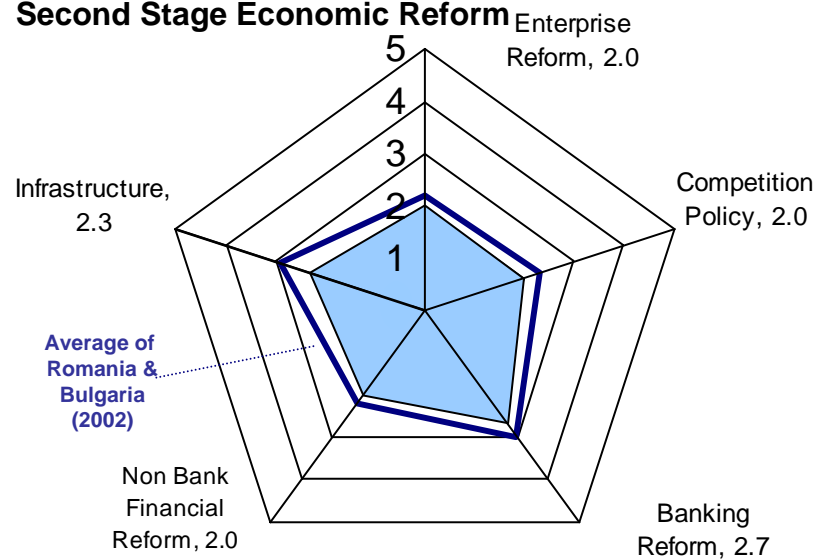 Second Stage Economic Reform
Enterprise
Reform, 2.0
5
4
3
2
1
Competition
Policy, 2.0
Infrastructure,
2.3
Average of
Romania &
Bulgaria
(2002)
Non Bank
Financial
Reform, 2.0
Banking
Reform, 2.7